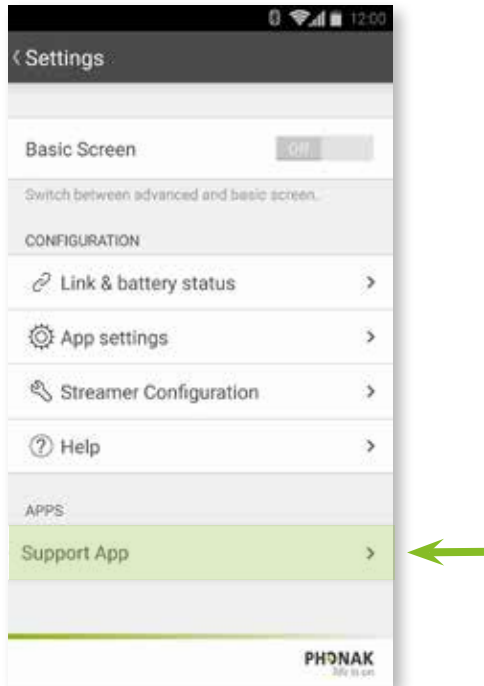 12:00
Settings
Basic Screen
Off
Switch between advanced and basic screen.
CONFIGURATION
Link & battery status
App settings
Streamer Configuration
Help
APPS
Support App
PHONAK
life is on